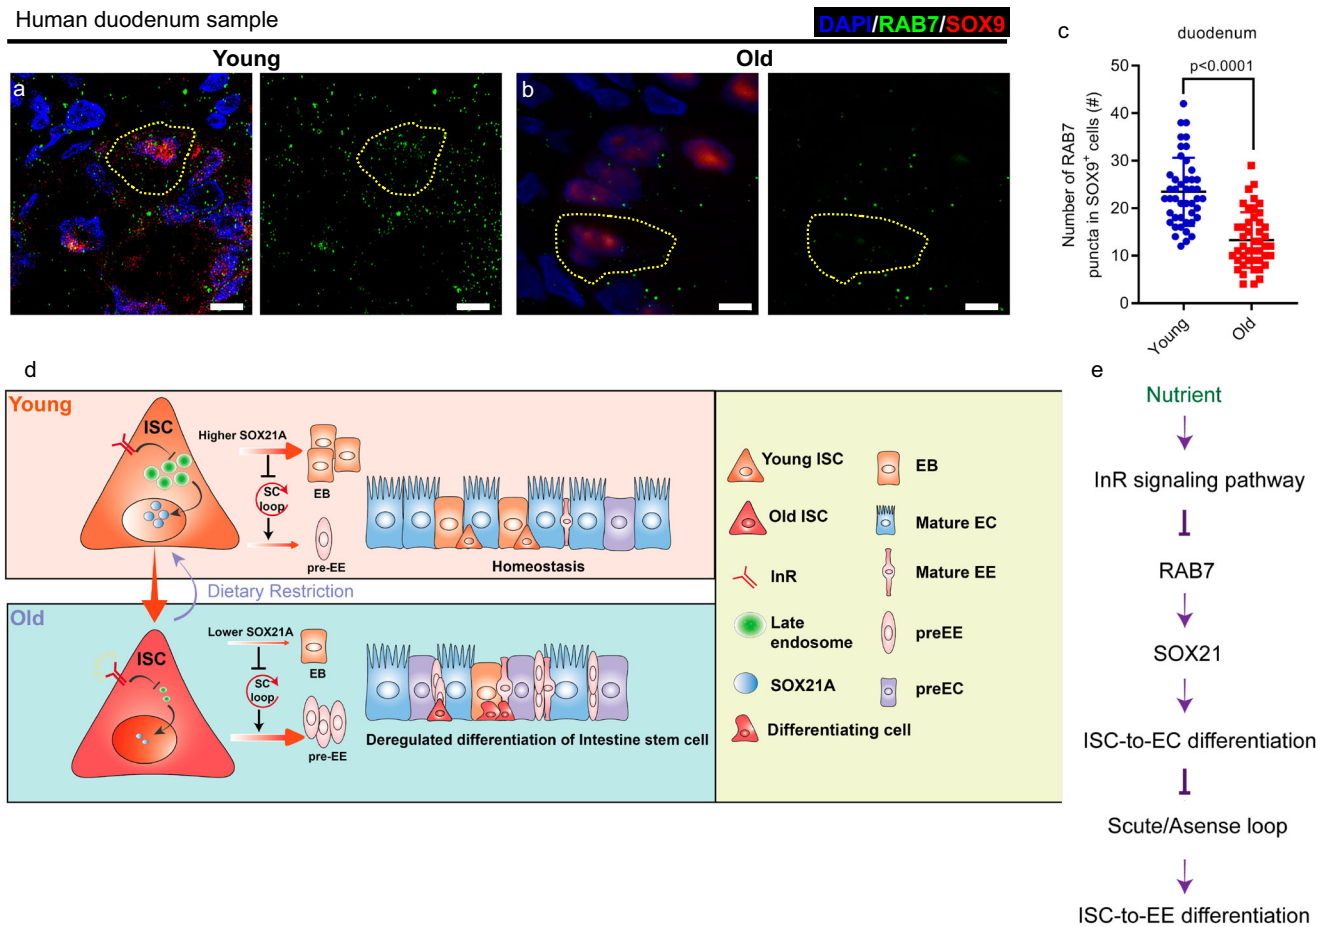 Human duodenum sample
DAPI/RAB7/SOX9
Young
Old
a
b
c
duodenum
p<0.0001
50
40
30
20
10
0
Number of RAB7
puncta in SOX9+ cells (#)
Young
Old
d
Young
ISC
Higher SOX21A
EB
SC
loop
pre-EE
Homeostasis
Dietary Restriction
Old
ISC
Lower SOX21A
EB
SC
loop
pre-EE
Deregulated differentiation of Intestine stem cell
Young ISC
EB
Old ISC
Mature EC
InR
Mature EE
Late
endosome
preEE
SOX21A
preEC
Differentiating cell
e
Nutrient
InR signaling pathway
RAB7
SOX21
ISC-to-EC differentiation
Scute/Asense loop
ISC-to-EE differentiation